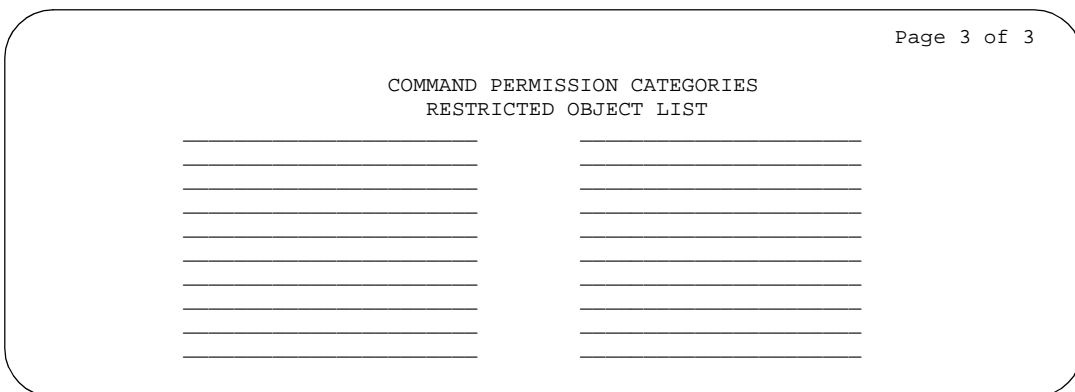 Page 3 of 3
COMMAND PERMISSION CATEGORIES
RESTRICTED OBJECT LIST